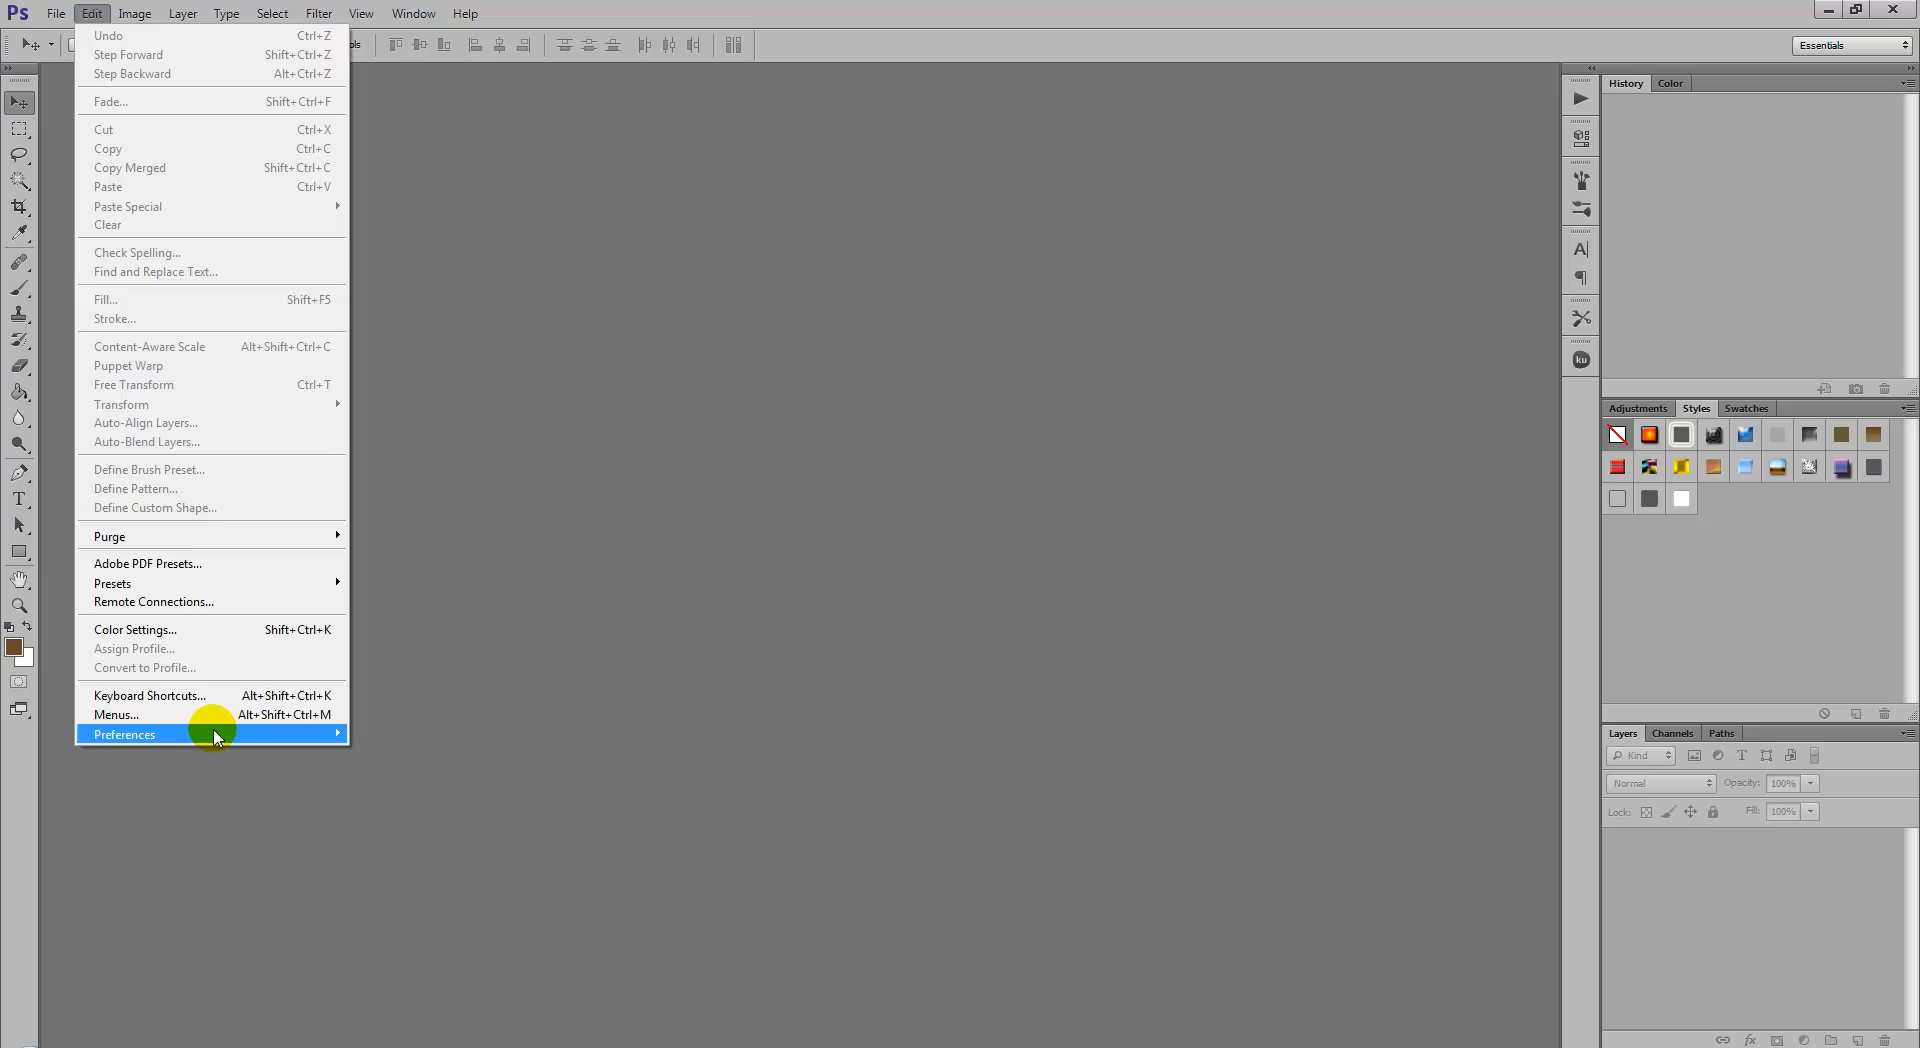 Ps File Edit Image Layer Type Select Filter View Window Help
Essentials
Undo Ctrl+Z
Step Forward Shift+Ctrl+Z
Step Backward Alt+Ctrl+Z
Fade... Shift+Ctrl+F
Cut Ctrl+X
Copy Ctrl+C
Copy Merged Shift+Ctrl+C
Paste Ctrl+V
Paste Special
Clear
Check Spelling...
Find and Replace Text...
Fill... Shift+F5
Stroke...
Content-Aware Scale Alt+Shift+Ctrl+C
Puppet Warp
Free Transform Ctrl+T
Transform
Auto-Align Layers...
Auto-Blend Layers...
Define Brush Preset...
Define Pattern...
Define Custom Shape...
Purge
Adobe PDF Presets...
Presets
Remote Connections...
Color Settings... Shift+Ctrl+K
Assign Profile...
Convert to Profile...
Keyboard Shortcuts... Alt+Shift+Ctrl+K
Menus... Alt+Shift+Ctrl+M
Preferences
ku
History Color
Adjustments Styles Swatches
Layers Channels Paths
Kind
Normal Opacity: 100%
Lock: Fill: 100%
fx